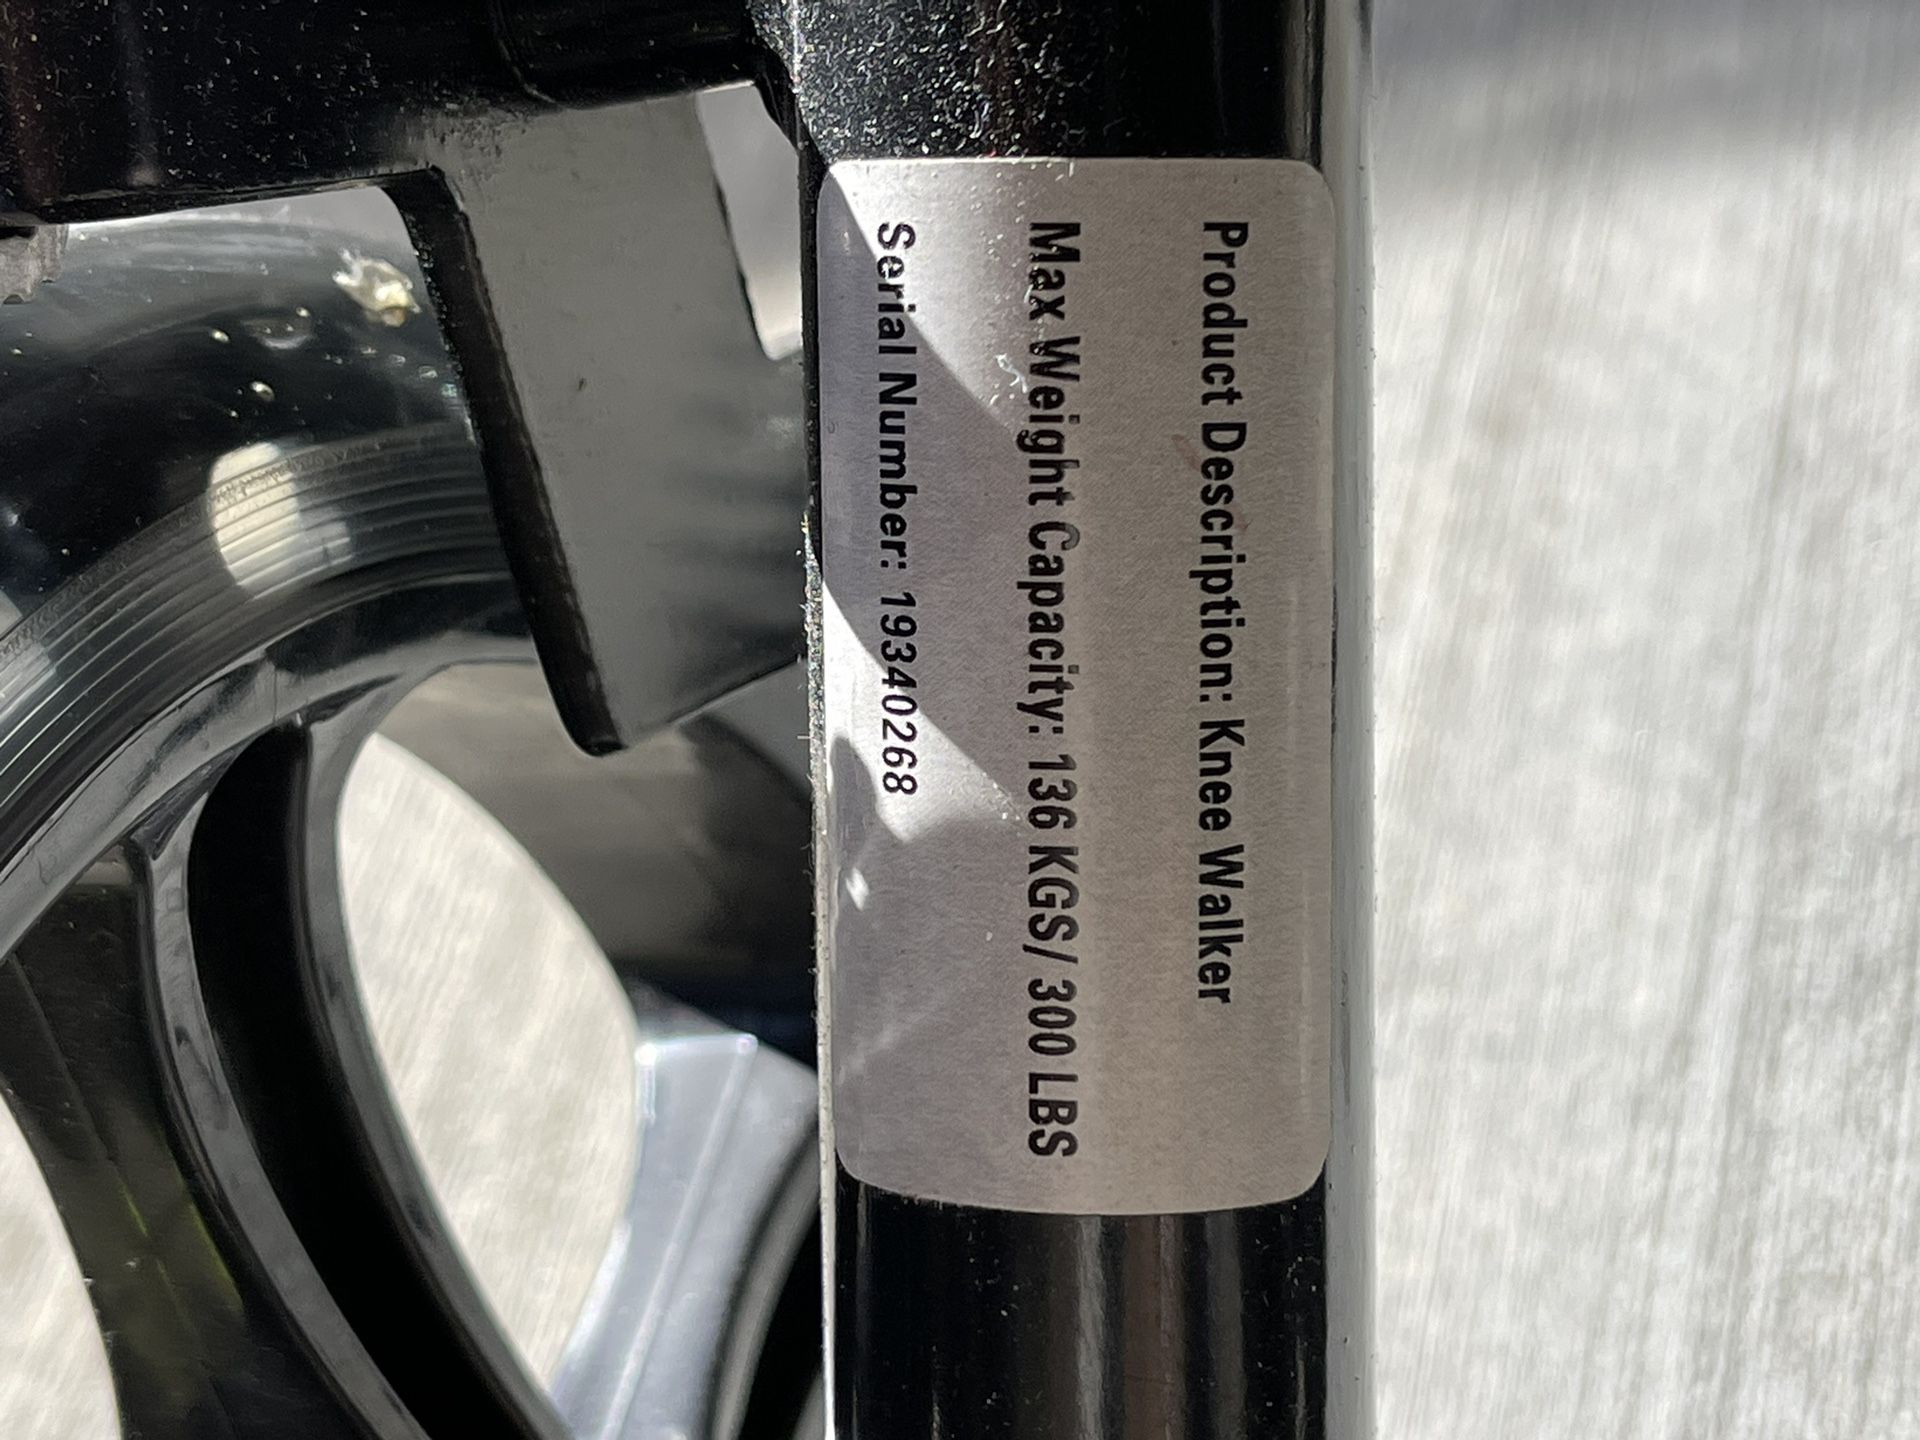 Product Description: Knee Walker
Max Weight Capacity: 136 KGS/ 300 LBS
Serial Number: 19340268